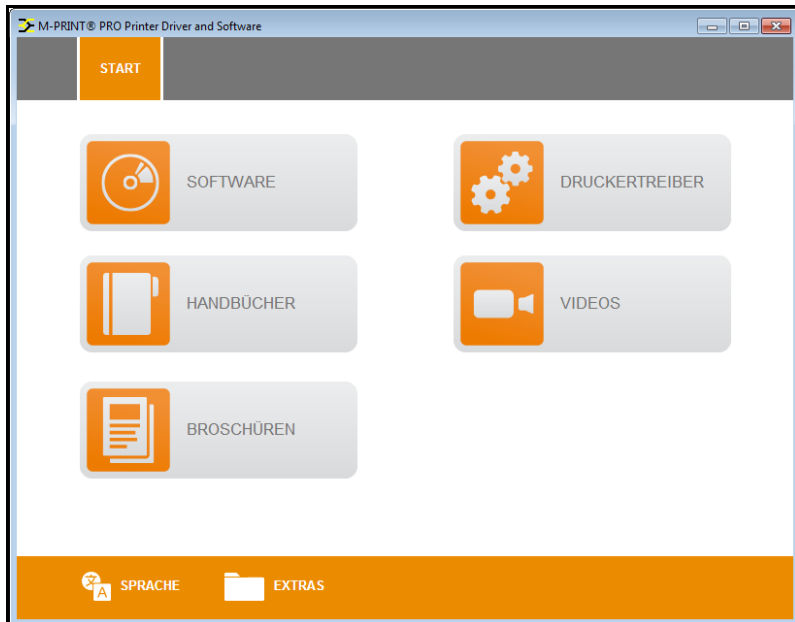 M-PRINT® PRO Printer Driver and Software
START
SOFTWARE
DRUCKERTREIBER
HANDBÜCHER
VIDEOS
BROSCHÜREN
SPRACHE
EXTRAS